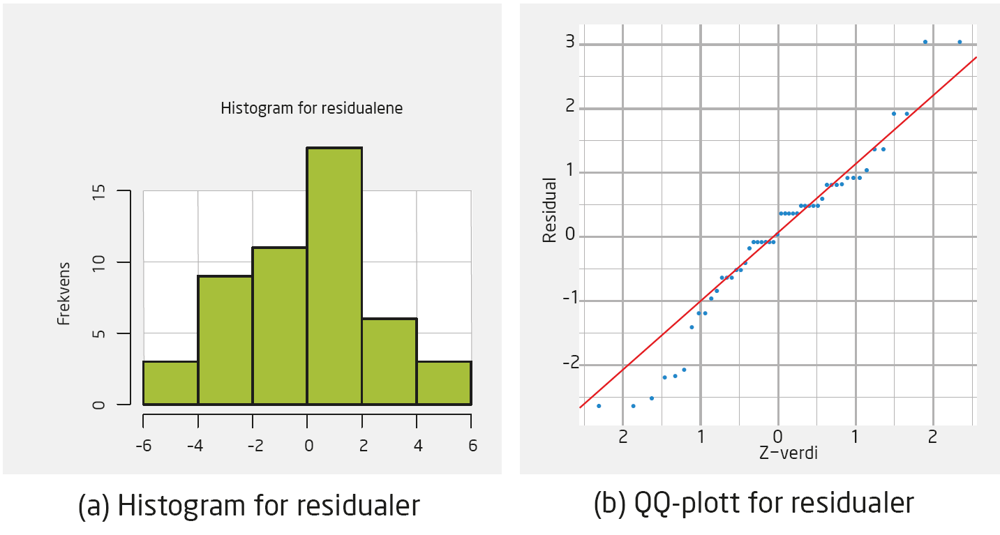 Histogram for residualene
Frekvens
15
10
5
0
-6 -4 -2 0 2 4 6
(a) Histogram for residualer
Residual
3
2
1
0
-1
-2
2 1 0 1 2
Z-verdi
(b) QQ-plott for residualer